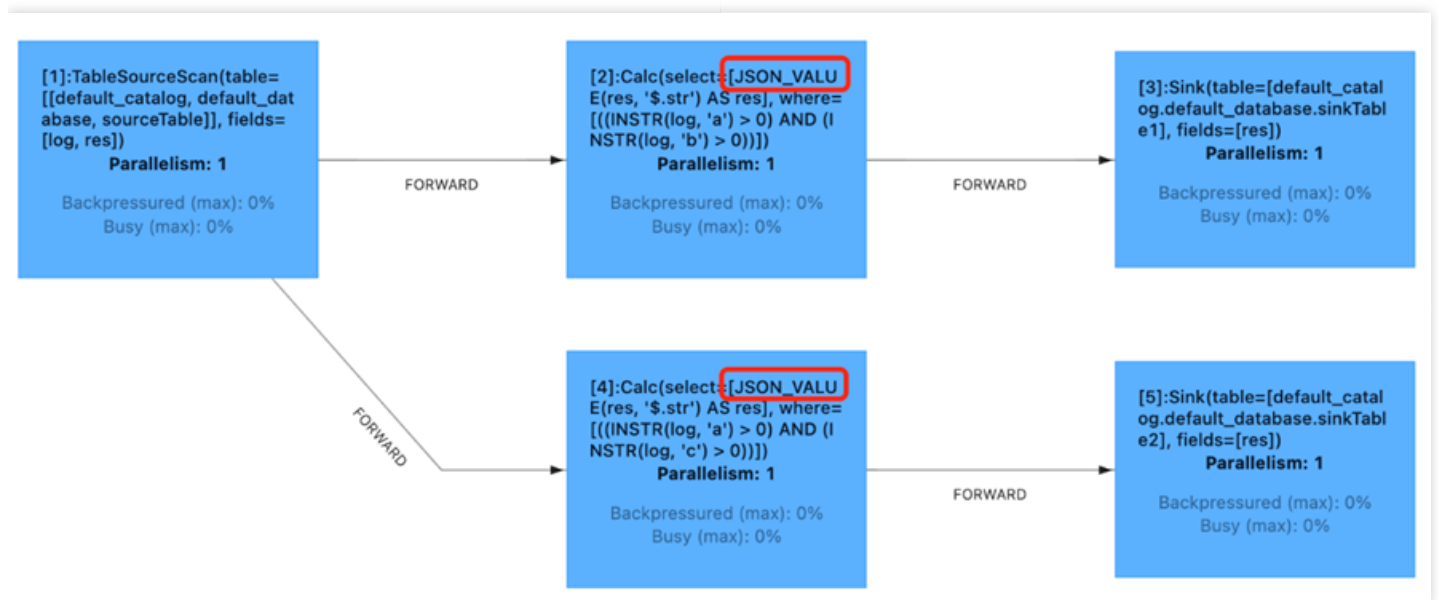 [1]:TableSourceScan(table=
[[default_catalog, default_dat
abase, sourceTable]], fields=
[log, res])
Parallelism: 1
Backpressured (max): 0%
Busy (max): 0%
FORWARD
[2]:Calc(select=[JSON_VALU
E(res, '$.str') AS res], where=
[((INSTR(log, 'a') > 0) AND (I
NSTR(log, 'b') > 0))])
Parallelism: 1
Backpressured (max): 0%
Busy (max): 0%
FORWARD
[3]:Sink(table=[default_catal
og.default_database.sinkTabl
e1], fields=[res])
Parallelism: 1
Backpressured (max): 0%
Busy (max): 0%
FORWARD
[4]:Calc(select=[JSON_VALU
E(res, '$.str') AS res], where=
[((INSTR(log, 'a') > 0) AND (I
NSTR(log, 'c') > 0))])
Parallelism: 1
Backpressured (max): 0%
Busy (max): 0%
FORWARD
[5]:Sink(table=[default_catal
og.default_database.sinkTabl
e2], fields=[res])
Parallelism: 1
Backpressured (max): 0%
Busy (max): 0%